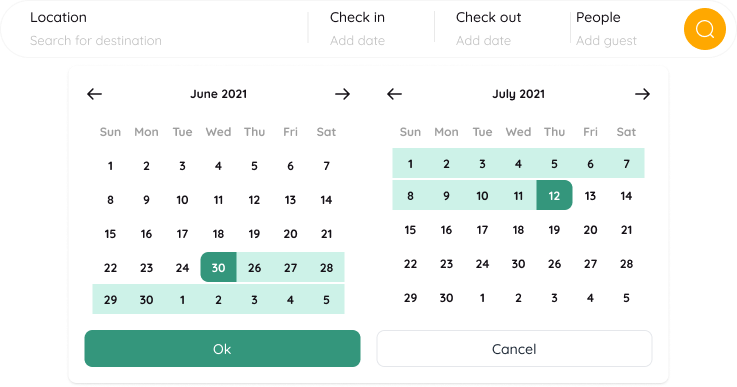 Location Check in Check out People
Search for destination Add date Add date Add guest
June 2021
Sun Mon Tue Wed Thu Fri Sat
1 2 3 4 5 6 7
8 9 10 11 12 13 14
15 16 17 18 19 20 21
22 23 24 30 26 27 28
29 30 1 2 3 4 5
July 2021
Sun Mon Tue Wed Thu Fri Sat
1 2 3 4 5 6 7
8 9 10 11 12 13 14
15 16 17 18 19 20 21
22 23 24 30 26 27 28
29 30 1 2 3 4 5
Ok Cancel